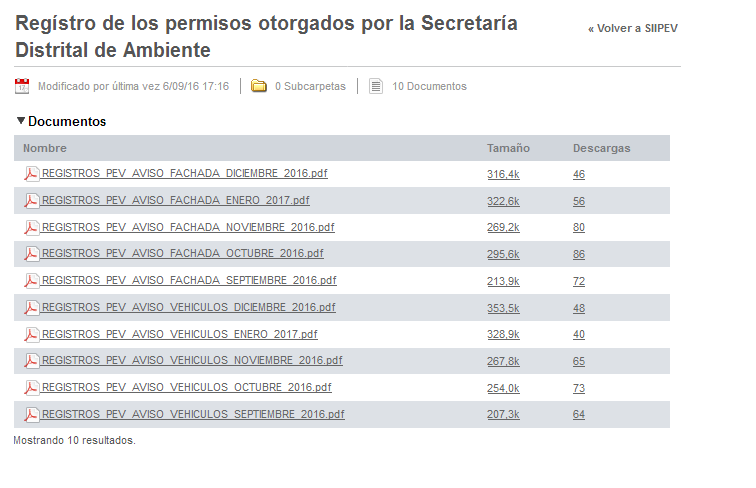 Regístro de los permisos otorgados por la Secretaría
Distrital de Ambiente
« Volver a SIIPEV
Modificado por última vez 6/09/16 17:16 0 Subcarpetas 10 Documentos
Documentos
Nombre Tamaño Descargas
REGISTROS_PEV_AVISO_FACHADA_DICIEMBRE_2016.pdf 316,4k 46
REGISTROS_PEV_AVISO_FACHADA_ENERO_2017.pdf 322,6k 56
REGISTROS_PEV_AVISO_FACHADA_NOVIEMBRE_2016.pdf 269,2k 80
REGISTROS_PEV_AVISO_FACHADA_OCTUBRE_2016.pdf 295,6k 86
REGISTROS_PEV_AVISO_FACHADA_SEPTIEMBRE_2016.pdf 213,9k 72
REGISTROS_PEV_AVISO_VEHICULOS_DICIEMBRE_2016.pdf 353,5k 48
REGISTROS_PEV_AVISO_VEHICULOS_ENERO_2017.pdf 328,9k 40
REGISTROS_PEV_AVISO_VEHICULOS_NOVIEMBRE_2016.pdf 267,8k 65
REGISTROS_PEV_AVISO_VEHICULOS_OCTUBRE_2016.pdf 254,0k 73
REGISTROS_PEV_AVISO_VEHICULOS_SEPTIEMBRE_2016.pdf 207,3k 64
Mostrando 10 resultados.